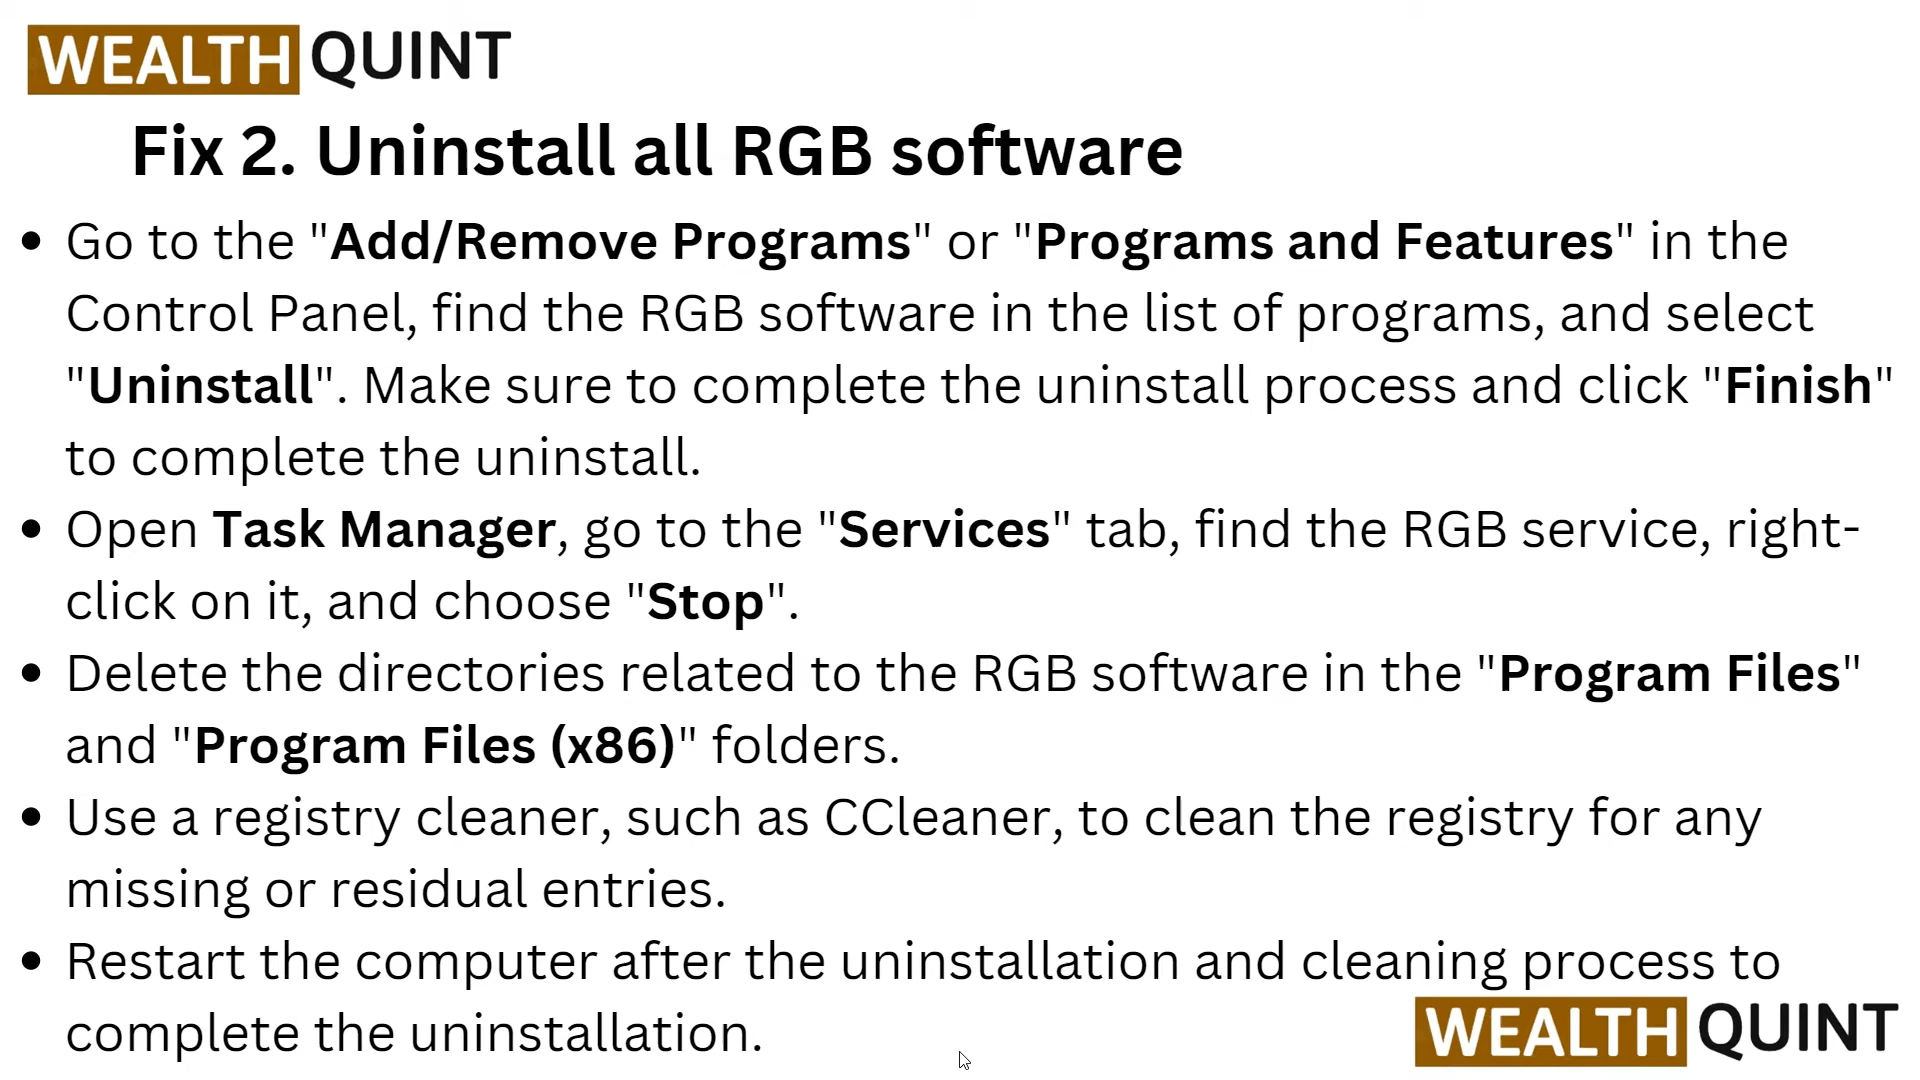 WEALTH QUINT
Fix 2. Uninstall all RGB software
• Go to the "Add/Remove Programs" or "Programs and Features" in the
Control Panel, find the RGB software in the list of programs, and select
"Uninstall". Make sure to complete the uninstall process and click "Finish"
to complete the uninstall.
• Open Task Manager, go to the "Services" tab, find the RGB service, right-
click on it, and choose "Stop".
• Delete the directories related to the RGB software in the "Program Files"
and "Program Files (x86)" folders.
• Use a registry cleaner, such as CCleaner, to clean the registry for any
missing or residual entries.
• Restart the computer after the uninstallation and cleaning process to
complete the uninstallation.
WEALTH QUINT